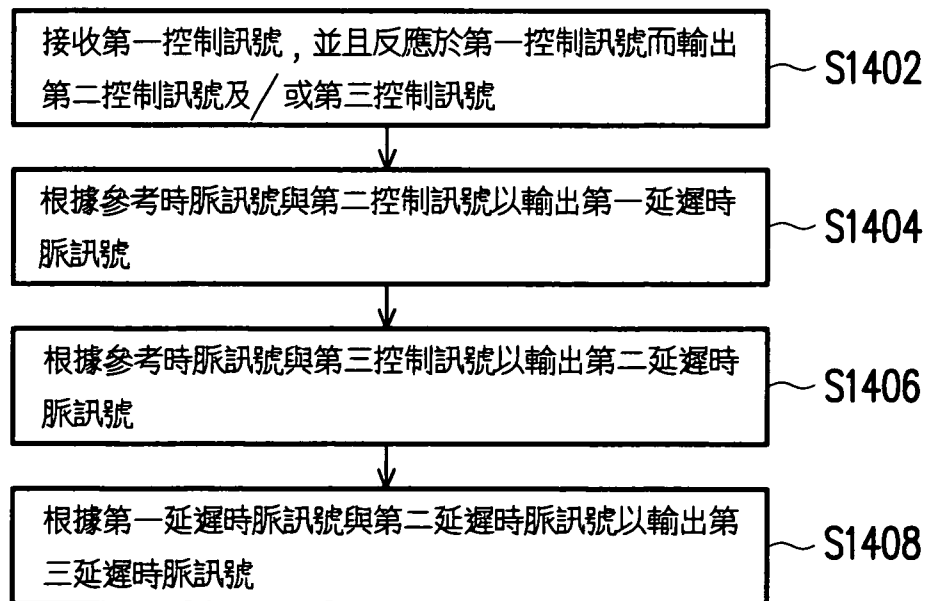 接收第一控制訊號，並且反應於第一控制訊號而輸出
第二控制訊號及/或第三控制訊號
S1402
根據參考時脈訊號與第二控制訊號以輸出第一延遲時
脈訊號
S1404
根據參考時脈訊號與第三控制訊號以輸出第二延遲時
脈訊號
S1406
根據第一延遲時脈訊號與第二延遲時脈訊號以輸出第
三延遲時脈訊號
S1408